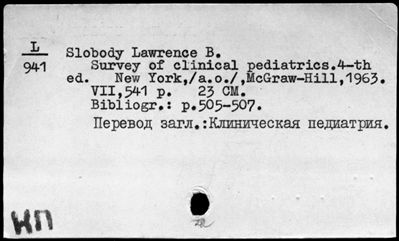 L
941
Slobody Lawrence B.
Survey of clinical pediatrics.4-th
ed. New York,/a.o./,McGraw-Hill,1963.
VII,541 p. 23 CM.
Bibliogr.: p.505-507.
Перевод загл.:Клиническая педиатрия.
КП